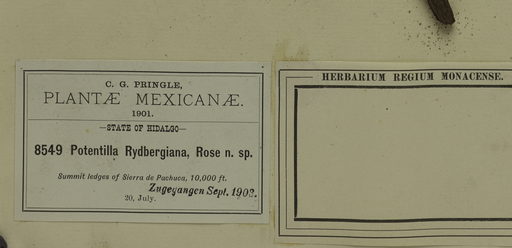 C. G. PRINGLE,
PLANTÆ MEXICANÆ.
1901.
—STATE OF HIDALGO—
8549 Potentilla Rydbergiana, Rose n. sp.
Summit ledges of Sierra de Pachuca, 10,000 ft.
Zugegangen Sept. 1902.
20, July.
HERBARIUM REGIUM MONACENSE.